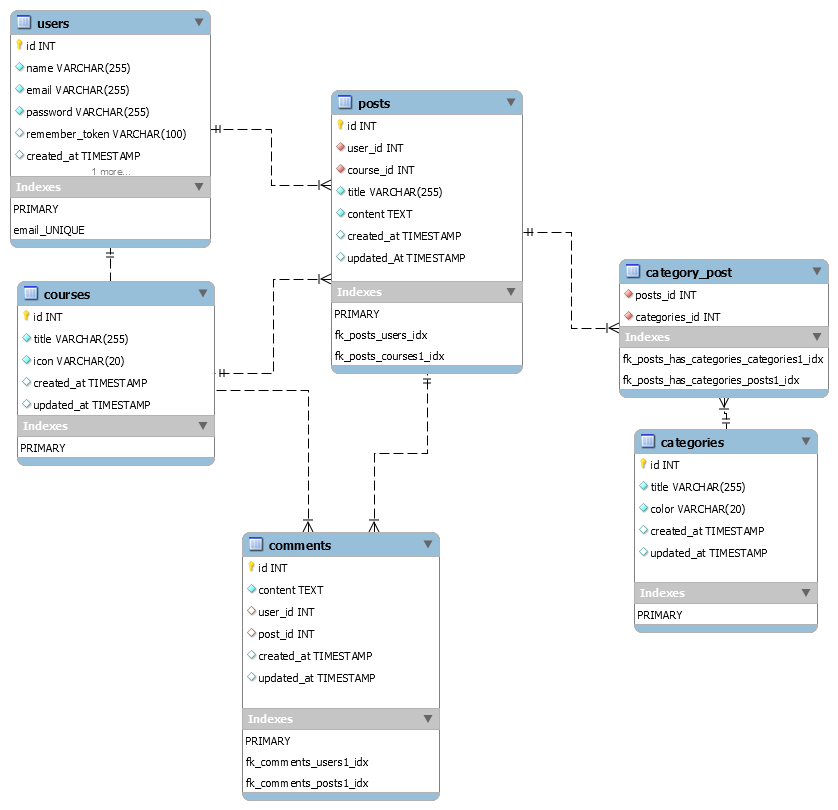 users
id INT
name VARCHAR(255)
email VARCHAR(255)
password VARCHAR(255)
remember_token VARCHAR(100)
created_at TIMESTAMP
1 more...
Indexes
PRIMARY
email_UNIQUE
courses
id INT
title VARCHAR(255)
icon VARCHAR(20)
created_at TIMESTAMP
updated_at TIMESTAMP
Indexes
PRIMARY
posts
id INT
user_id INT
course_id INT
title VARCHAR(255)
content TEXT
created_at TIMESTAMP
updated_At TIMESTAMP
Indexes
PRIMARY
fk_posts_users_idx
fk_posts_courses1_idx
category_post
posts_id INT
categories_id INT
Indexes
fk_posts_has_categories_categories1_idx
fk_posts_has_categories_posts1_idx
categories
id INT
title VARCHAR(255)
color VARCHAR(20)
created_at TIMESTAMP
updated_at TIMESTAMP
Indexes
PRIMARY
comments
id INT
content TEXT
user_id INT
post_id INT
created_at TIMESTAMP
updated_at TIMESTAMP
Indexes
PRIMARY
fk_comments_users1_idx
fk_comments_posts1_idx